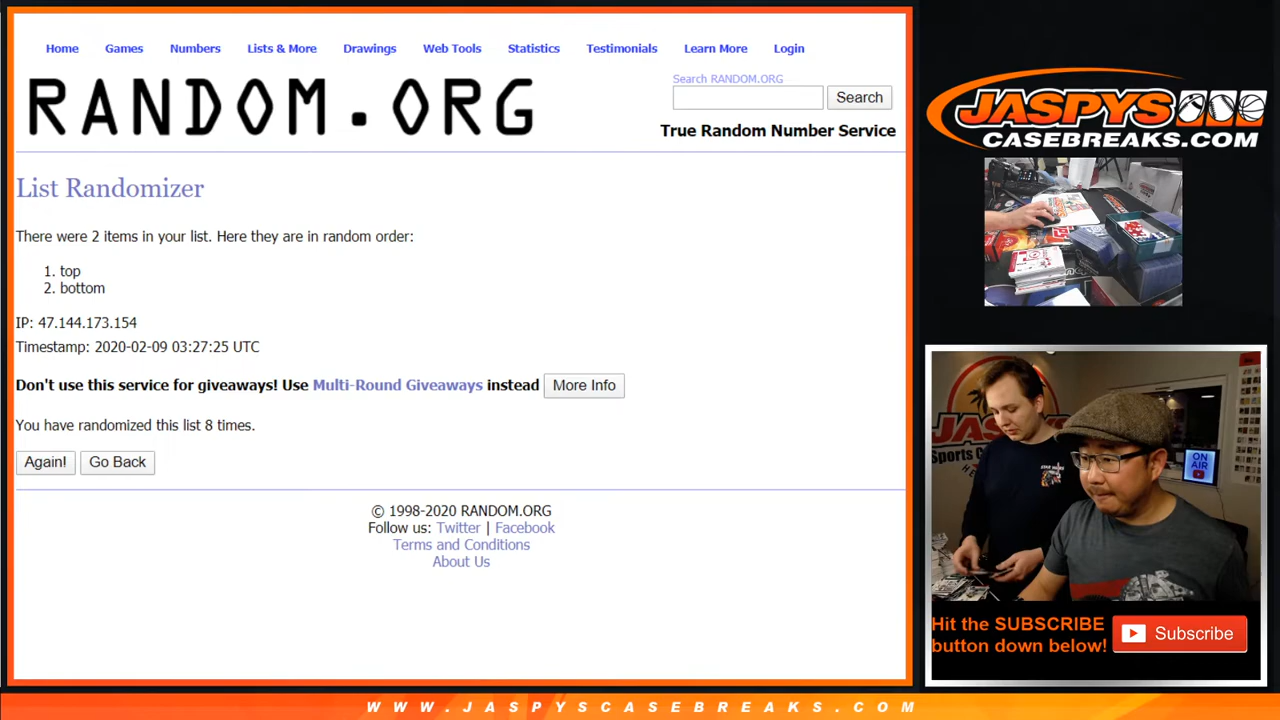 Home Games Numbers Lists & More Drawings Web Tools Statistics Testimonials Learn More Login
RANDOM.ORG
Search RANDOM.ORG
Search
True Random Number Service
List Randomizer
There were 2 items in your list. Here they are in random order:
1. top
2. bottom
IP: 47.144.173.154
Timestamp: 2020-02-09 03:27:25 UTC
Don't use this service for giveaways! Use Multi-Round Giveaways instead More Info
You have randomized this list 8 times.
Again! Go Back
© 1998-2020 RANDOM.ORG
Follow us: Twitter | Facebook
Terms and Conditions
About Us
JASPYS
CASEBREAKS.COM
JASPYS
Sports
ON
AIR
STAR WARS
Hit the SUBSCRIBE
button down below!
Subscribe
WWW.JASPYSCASEBREAKS.COM